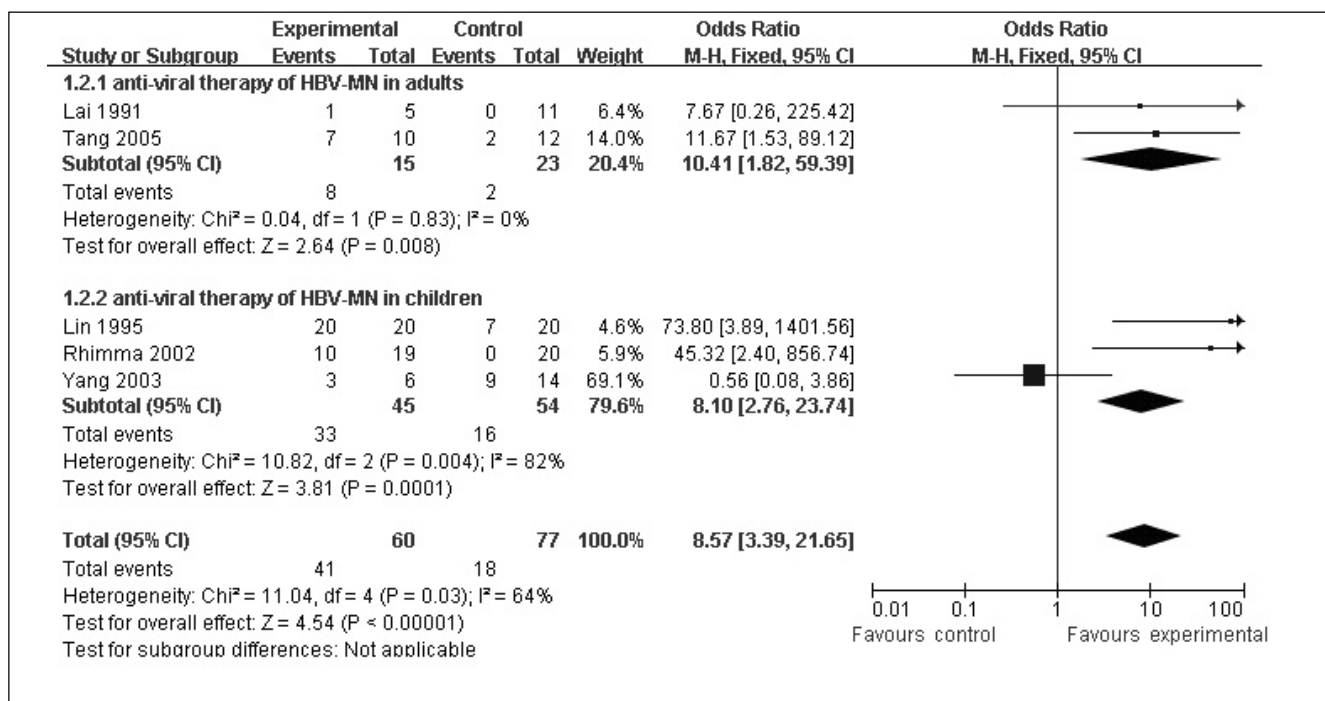 Experimental Control Odds Ratio Odds Ratio
Study or Subgroup Events Total Events Total Weight M-H, Fixed, 95% CI M-H, Fixed, 95% CI
1.2.1 anti-viral therapy of HBV-MN in adults
Lai 1991 1 5 0 11 6.4% 7.67 [0.26, 225.42]
Tang 2005 7 10 2 12 14.0% 11.67 [1.53, 89.12]
Subtotal (95% CI) 15 23 20.4% 10.41 [1.82, 59.39]
Total events 8 2
Heterogeneity: Chi² = 0.04, df = 1 (P = 0.83); I² = 0%
Test for overall effect: Z = 2.64 (P = 0.008)
1.2.2 anti-viral therapy of HBV-MN in children
Lin 1995 20 20 7 20 4.6% 73.80 [3.89, 1401.56]
Rhimma 2002 10 19 0 20 5.9% 45.32 [2.40, 856.74]
Yang 2003 3 6 9 14 69.1% 0.56 [0.08, 3.86]
Subtotal (95% CI) 45 54 79.6% 8.10 [2.76, 23.74]
Total events 33 16
Heterogeneity: Chi² = 10.82, df = 2 (P = 0.004); I² = 82%
Test for overall effect: Z = 3.81 (P = 0.0001)
Total (95% CI) 60 77 100.0% 8.57 [3.39, 21.65]
Total events 41 18
Heterogeneity: Chi² = 11.04, df = 4 (P = 0.03); I² = 64%
Test for overall effect: Z = 4.54 (P < 0.00001)
Test for subgroup differences: Not applicable
0.01 0.1 1 10 100
Favours control Favours experimental